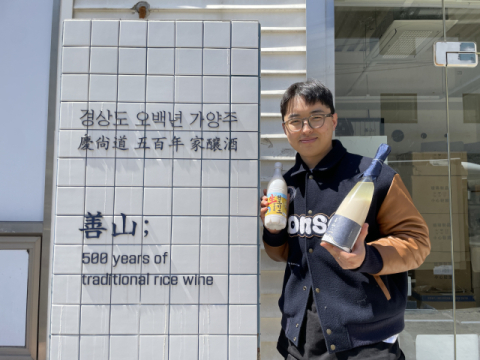 경상도 오백년 가양주
慶尙道 五百年 家釀酒
善山;
500 years of
traditional rice wine